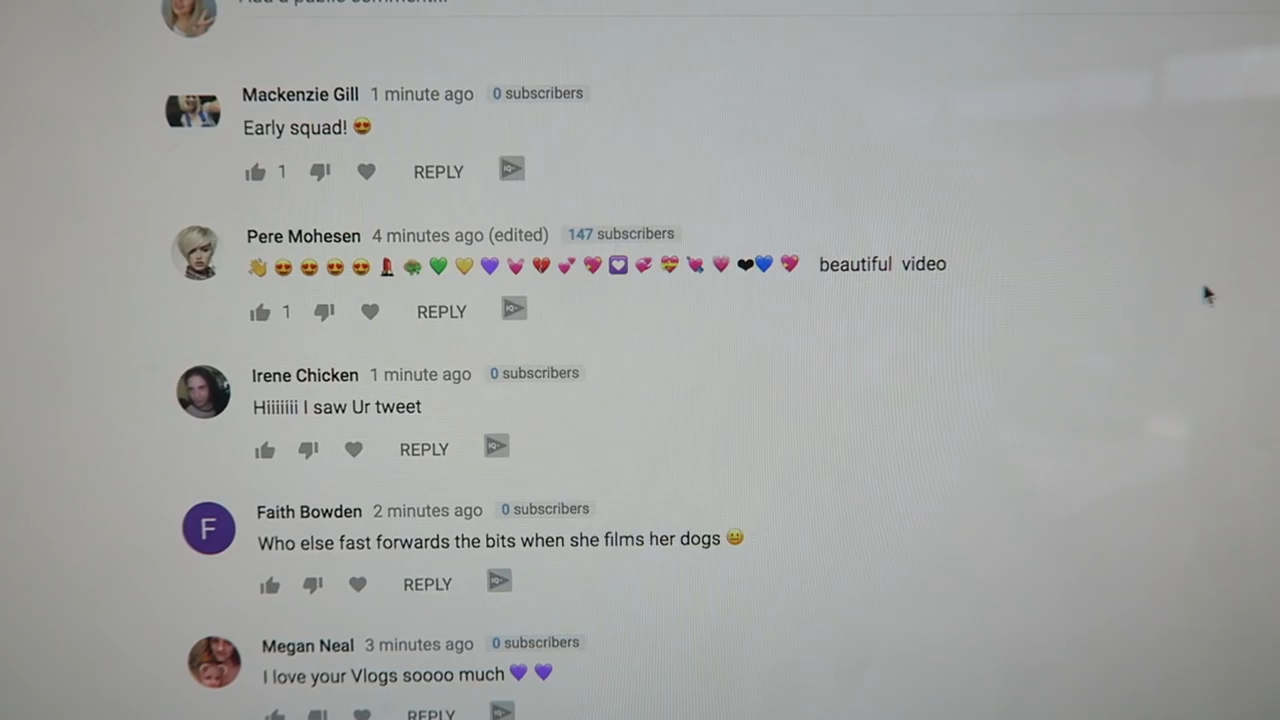 Add a public comment...
Mackenzie Gill 1 minute ago 0 subscribers
Early squad! 😍
1 REPLY
Pere Mohesen 4 minutes ago (edited) 147 subscribers
👋😍😍😍😍💄🥦💚💛💜💓💔💕💖💟💞💝💘💗❤💙💖 beautiful video
1 REPLY
Irene Chicken 1 minute ago 0 subscribers
Hiiiiiii I saw Ur tweet
REPLY
F
Faith Bowden 2 minutes ago 0 subscribers
Who else fast forwards the bits when she films her dogs 😐
REPLY
Megan Neal 3 minutes ago 0 subscribers
I love your Vlogs soooo much 💜 💜
REPLY